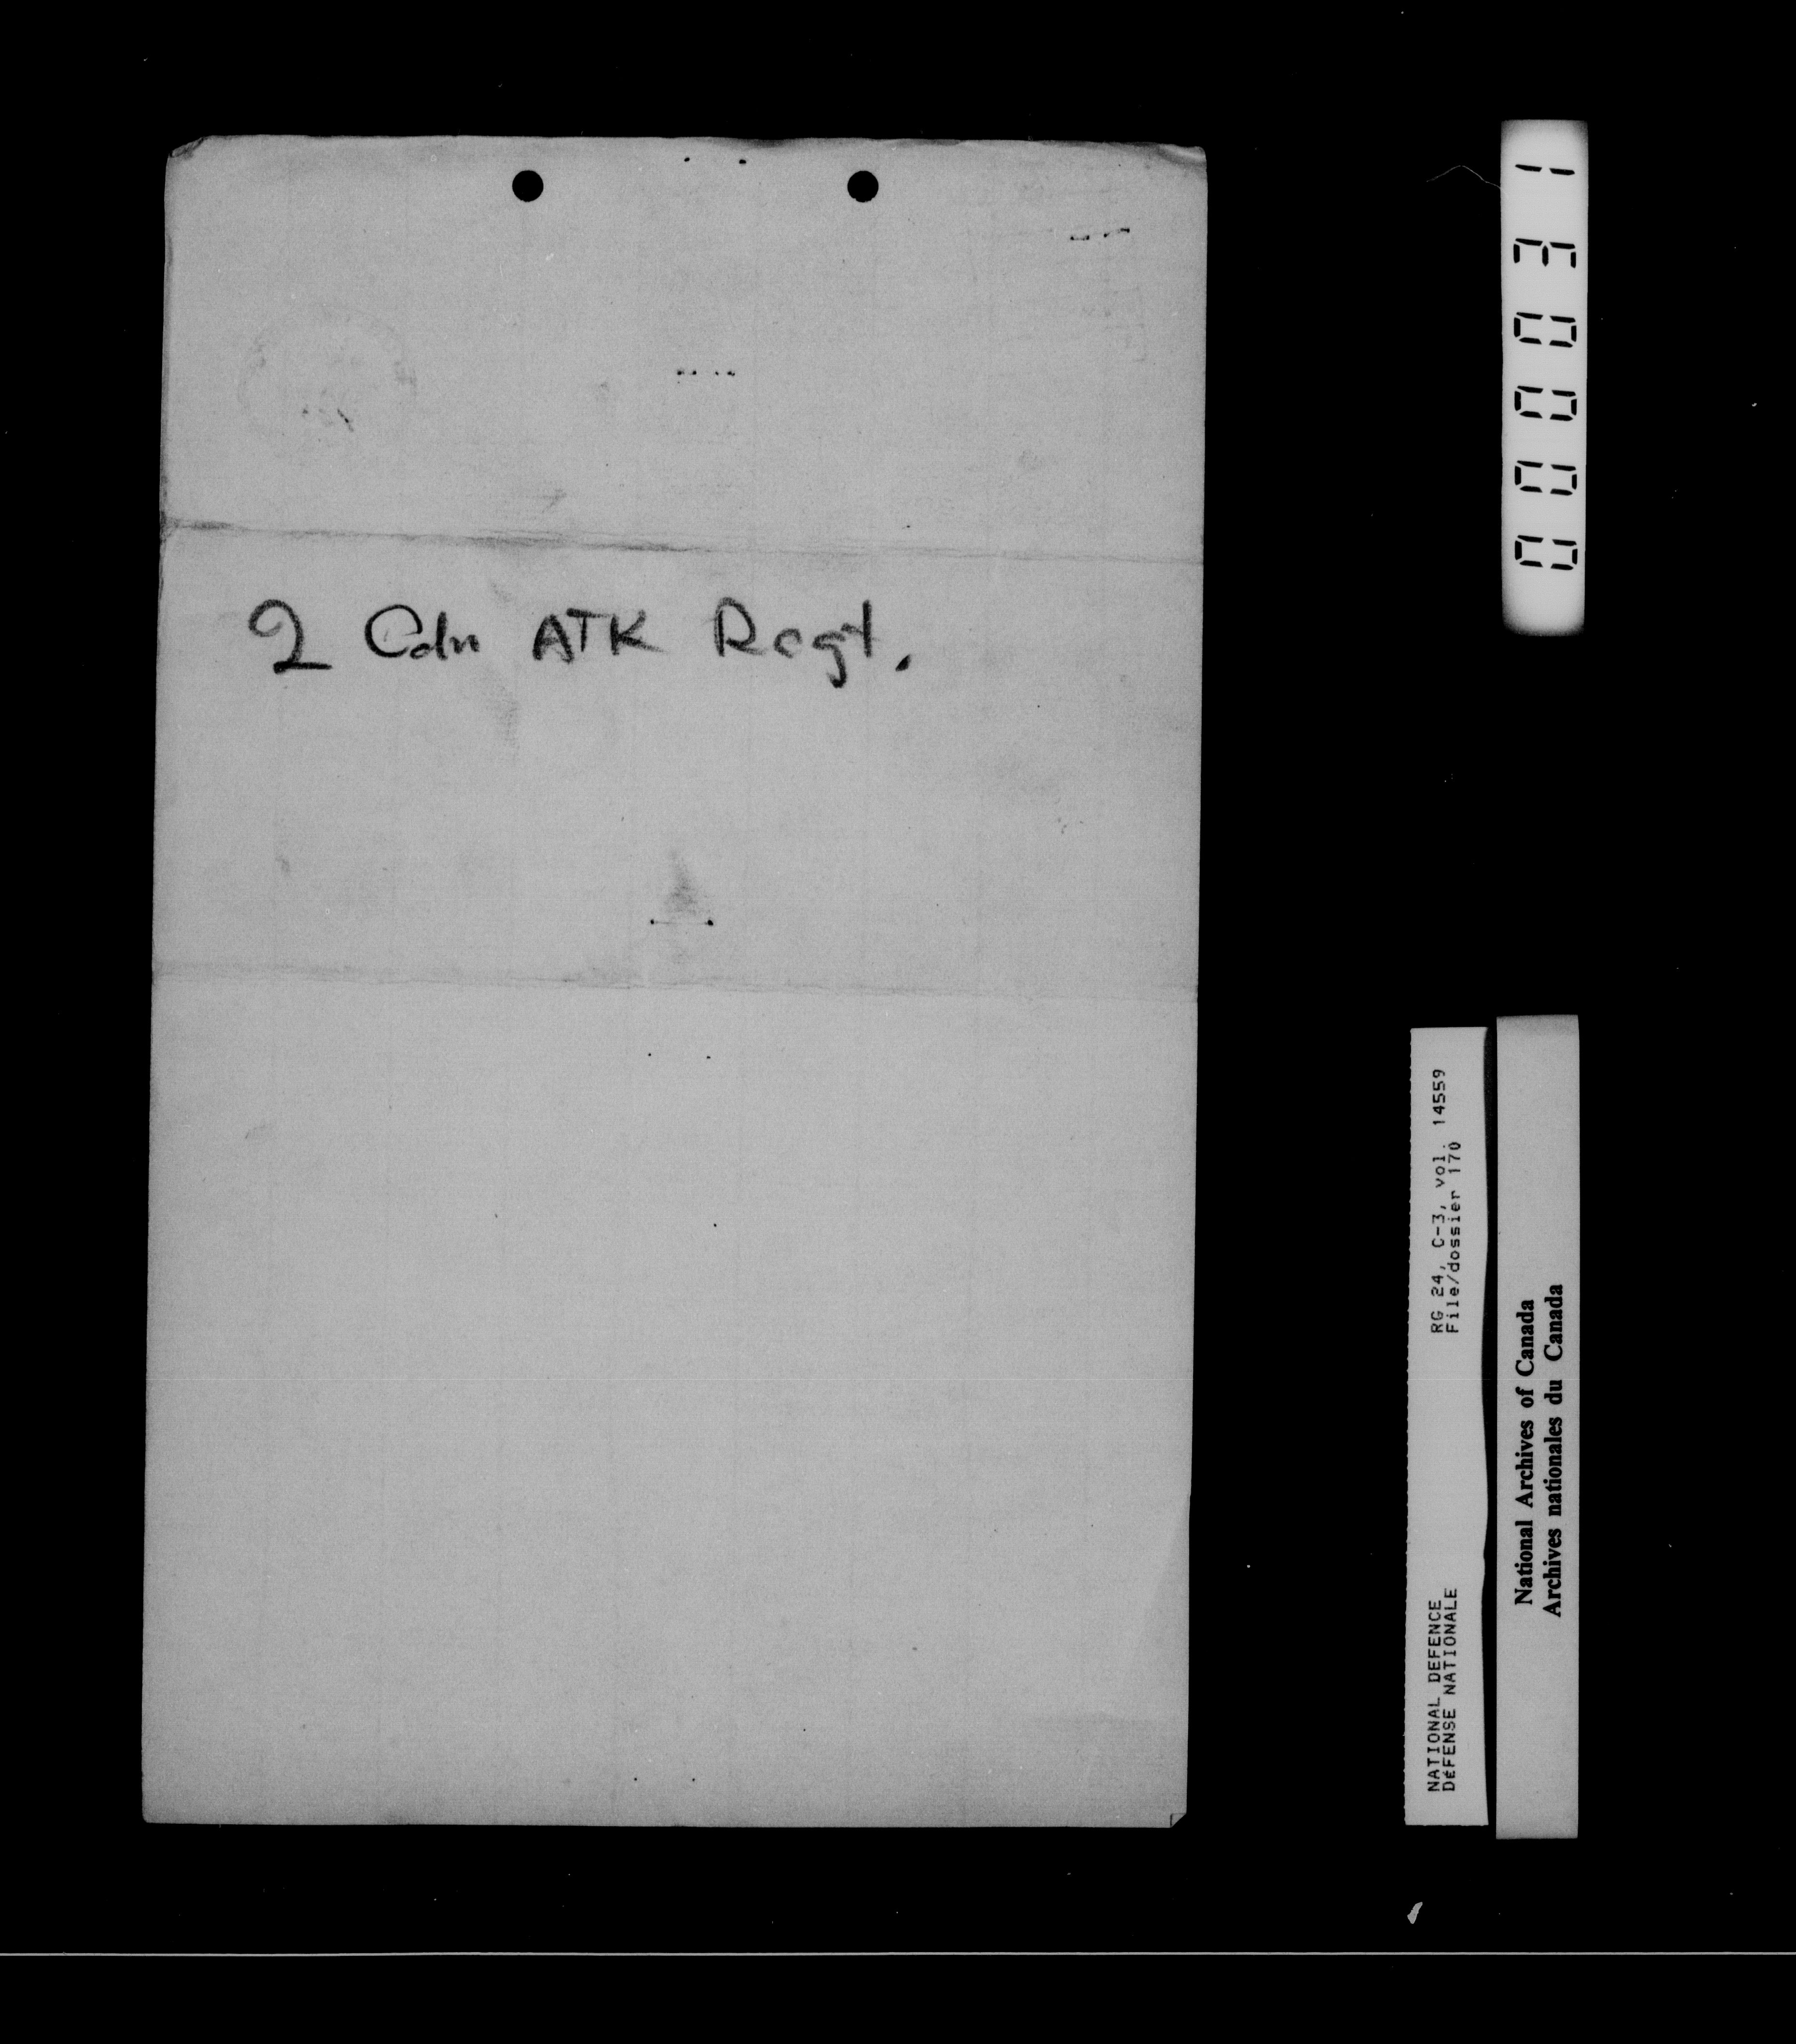 2 Cdn ATK Regt.
000031
RG 24, C-3, vol. 14559
File/dossier 170
NATIONAL DEFENCE
DéFENSE NATIONALE
National Archives of Canada
Archives nationales du Canada